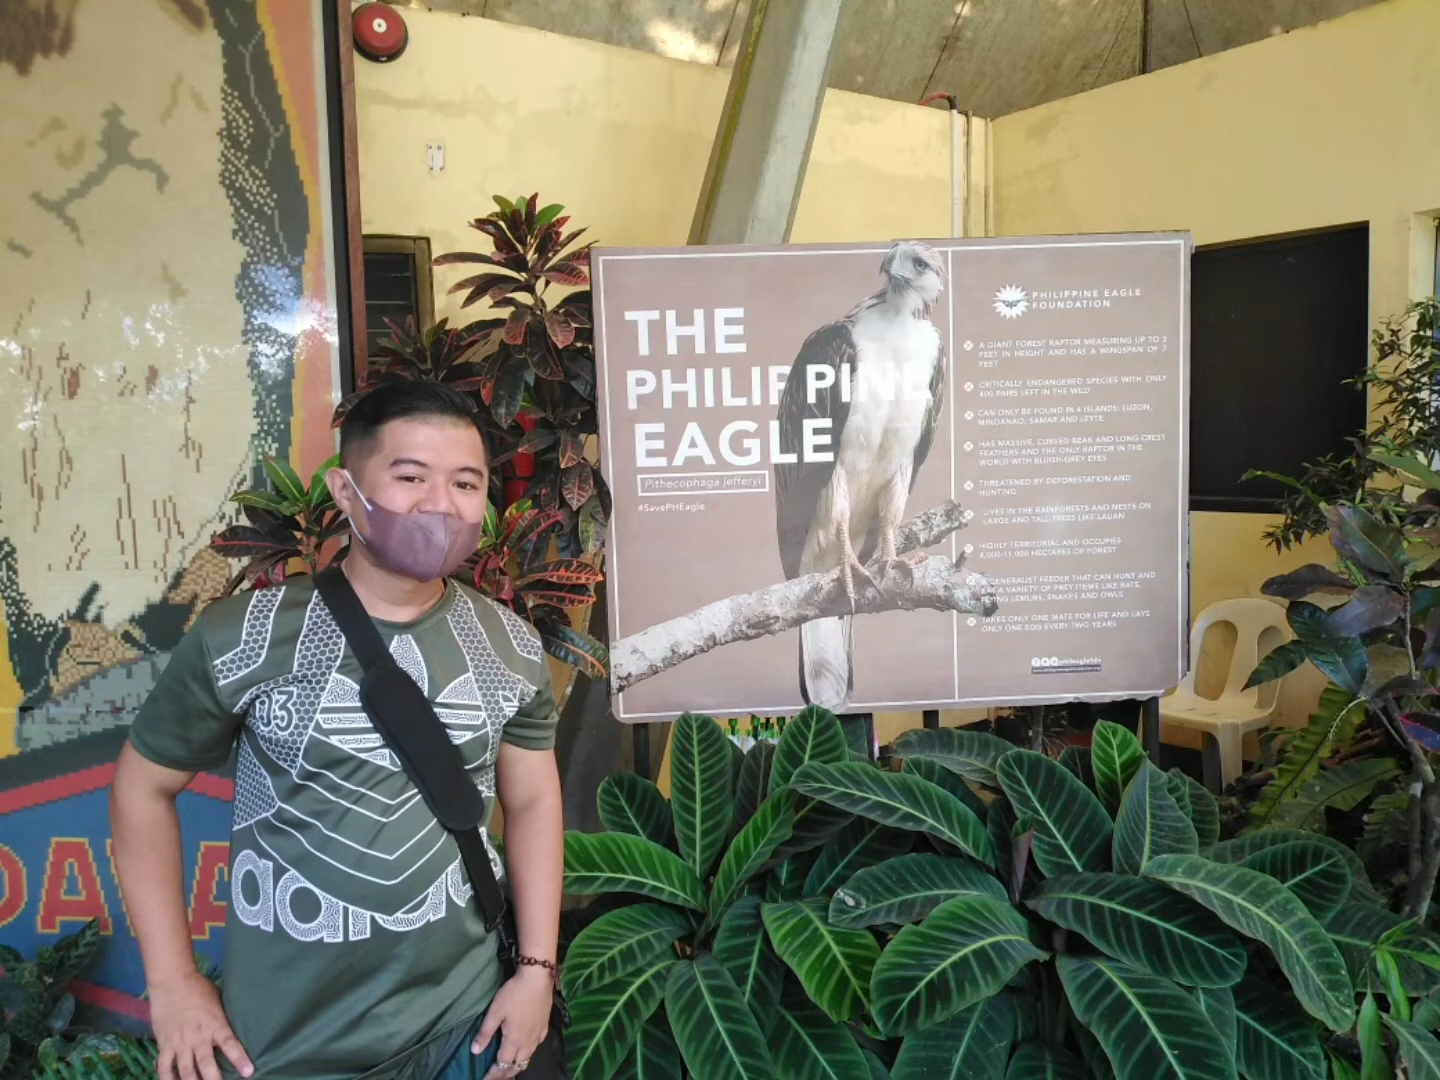 THE
PHILIPPINE
EAGLE
Pithecophaga jefferyi
#SavePHEagle
PHILIPPINE EAGLE
FOUNDATION
A GIANT FOREST RAPTOR MEASURING UP TO 3
FEET IN HEIGHT AND HAS A WINGSPAN OF 7
FEET
CRITICALLY ENDANGERED SPECIES WITH ONLY
400 PAIRS LEFT IN THE WILD
CAN ONLY BE FOUND IN 4 ISLANDS: LUZON,
MINDANAO, SAMAR AND LEYTE
HAS MASSIVE, CURVED BEAK AND LONG CREST
FEATHERS AND THE ONLY RAPTOR IN THE
WORLD WITH BLUISH-GREY EYES
THREATENED BY DEFORESTATION AND
HUNTING
LIVES IN THE RAINFORESTS AND NESTS ON
LARGE AND TALL TREES LIKE LAUAN
HIGHLY TERRITORIAL AND OCCUPIES
4,000-11,000 HECTARES OF FOREST
A GENERALIST FEEDER THAT CAN HUNT AND
EAT A VARIETY OF PREY ITEMS LIKE RATS,
FLYING LEMURS, SNAKES AND OWLS
TAKES ONLY ONE MATE FOR LIFE AND LAYS
ONLY ONE EGG EVERY TWO YEARS
DAVA
03
adida